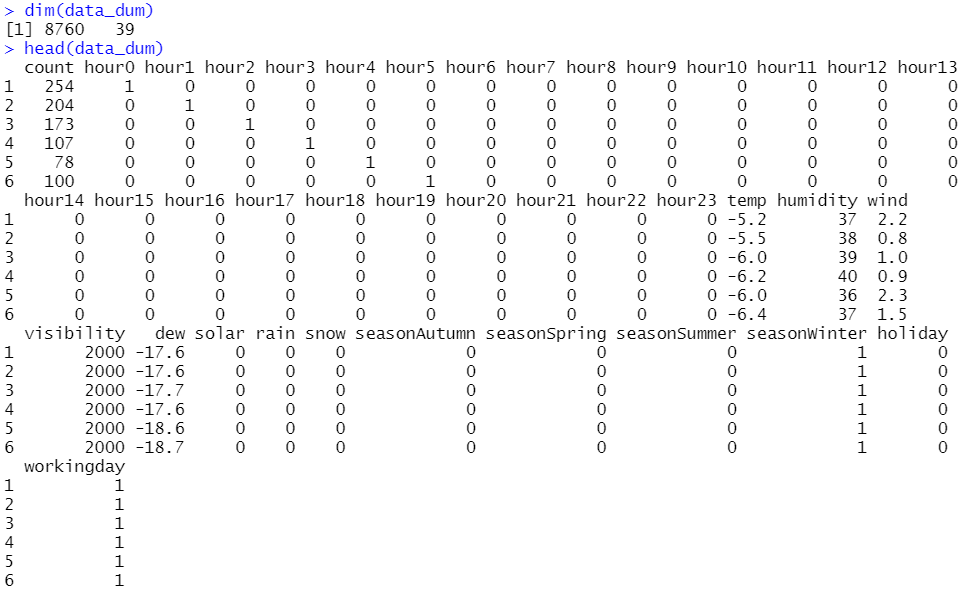 > dim(data_dum)
[1] 8760   39
> head(data_dum)
  count hour0 hour1 hour2 hour3 hour4 hour5 hour6 hour7 hour8 hour9 hour10 hour11 hour12 hour13
1   254     1     0     0     0     0     0     0     0     0     0      0      0      0      0
2   204     0     1     0     0     0     0     0     0     0     0      0      0      0      0
3   173     0     0     1     0     0     0     0     0     0     0      0      0      0      0
4   107     0     0     0     1     0     0     0     0     0     0      0      0      0      0
5    78     0     0     0     0     1     0     0     0     0     0      0      0      0      0
6   100     0     0     0     0     0     1     0     0     0     0      0      0      0      0
  hour14 hour15 hour16 hour17 hour18 hour19 hour20 hour21 hour22 hour23 temp humidity wind
1      0      0      0      0      0      0      0      0      0      0 -5.2       37  2.2
2      0      0      0      0      0      0      0      0      0      0 -5.5       38  0.8
3      0      0      0      0      0      0      0      0      0      0 -6.0       39  1.0
4      0      0      0      0      0      0      0      0      0      0 -6.2       40  0.9
5      0      0      0      0      0      0      0      0      0      0 -6.0       36  2.3
6      0      0      0      0      0      0      0      0      0      0 -6.4       37  1.5
  visibility   dew solar rain snow seasonAutumn seasonSpring seasonSummer seasonWinter holiday
1       2000 -17.6     0    0    0            0            0            0            1       0
2       2000 -17.6     0    0    0            0            0            0            1       0
3       2000 -17.7     0    0    0            0            0            0            1       0
4       2000 -17.6     0    0    0            0            0            0            1       0
5       2000 -18.6     0    0    0            0            0            0            1       0
6       2000 -18.7     0    0    0            0            0            0            1       0
  workingday
1          1
2          1
3          1
4          1
5          1
6          1